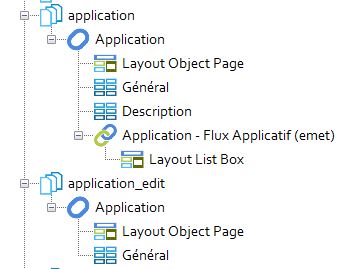 application
Application
Layout Object Page
Général
Description
Application - Flux Applicatif (emet)
Layout List Box
application_edit
Application
Layout Object Page
Général